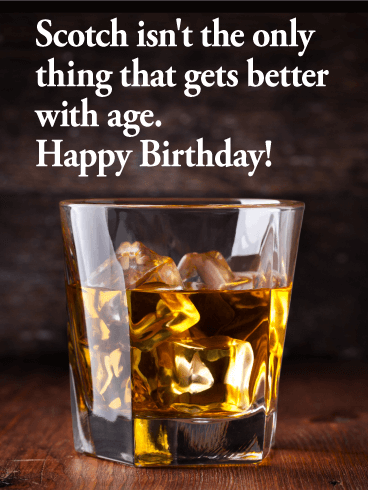 Scotch isn't the only
thing that gets better
with age.
Happy Birthday!